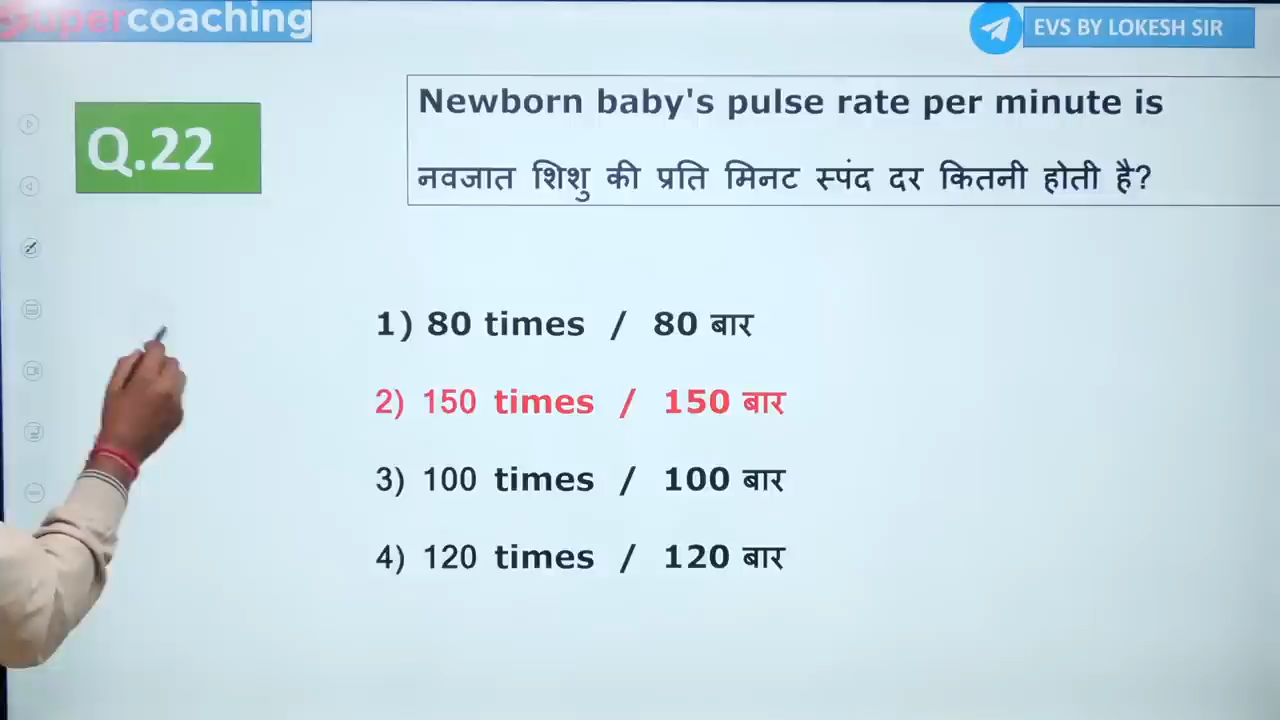 Supercoaching
EVS BY LOKESH SIR
Q.22
Newborn baby's pulse rate per minute is
नवजात शिशु की प्रति मिनट स्पंद दर कितनी होती है?
1) 80 times / 80 बार
2) 150 times / 150 बार
3) 100 times / 100 बार
4) 120 times / 120 बार